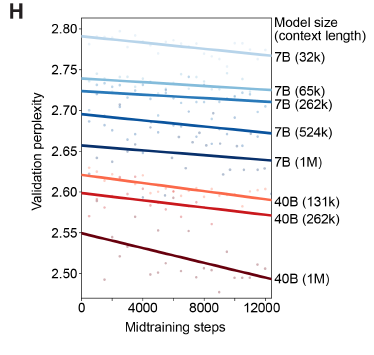 H
Model size
(context length)
2.80
2.75
2.70
2.65
2.60
2.55
2.50
Validation perplexity
7B (32k)
7B (65k)
7B (262k)
7B (524k)
7B (1M)
40B (131k)
40B (262k)
40B (1M)
0 4000 8000 12000
Midtraining steps